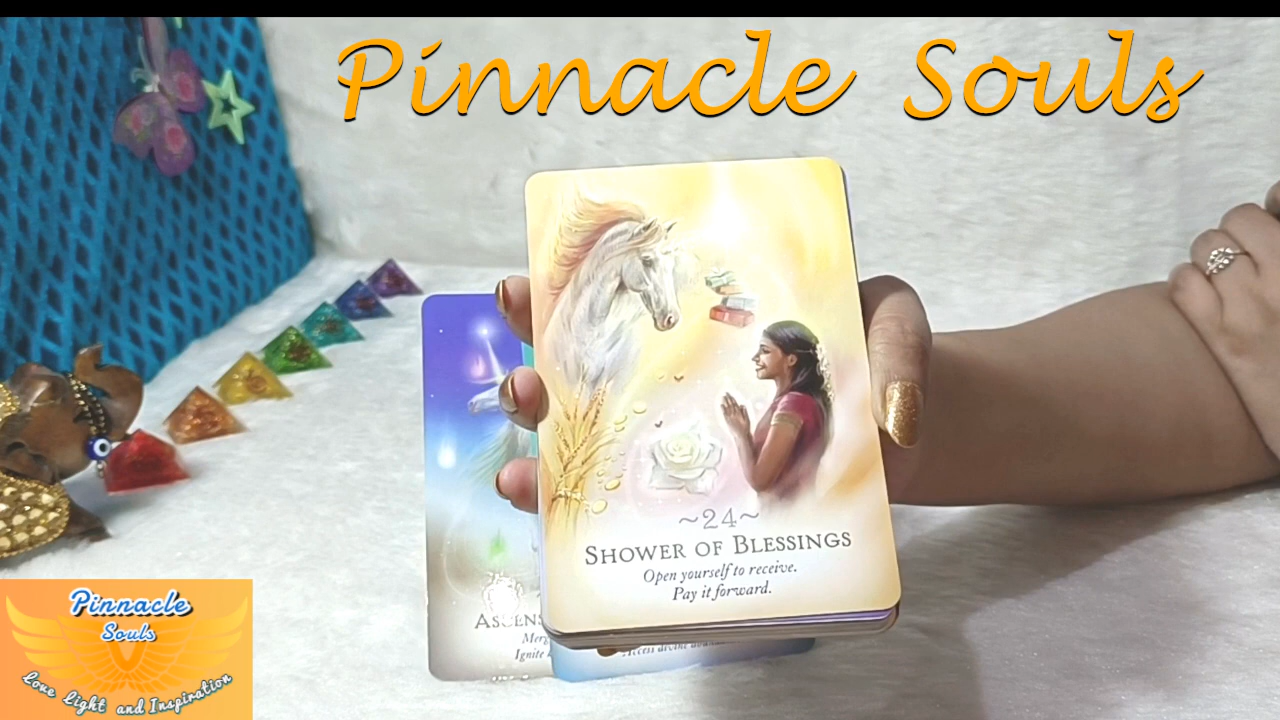 Pinnacle Souls
~24~
SHOWER OF BLESSINGS
Open yourself to receive.
Pay it forward.
Pinnacle
Souls
Love Light and Inspiration